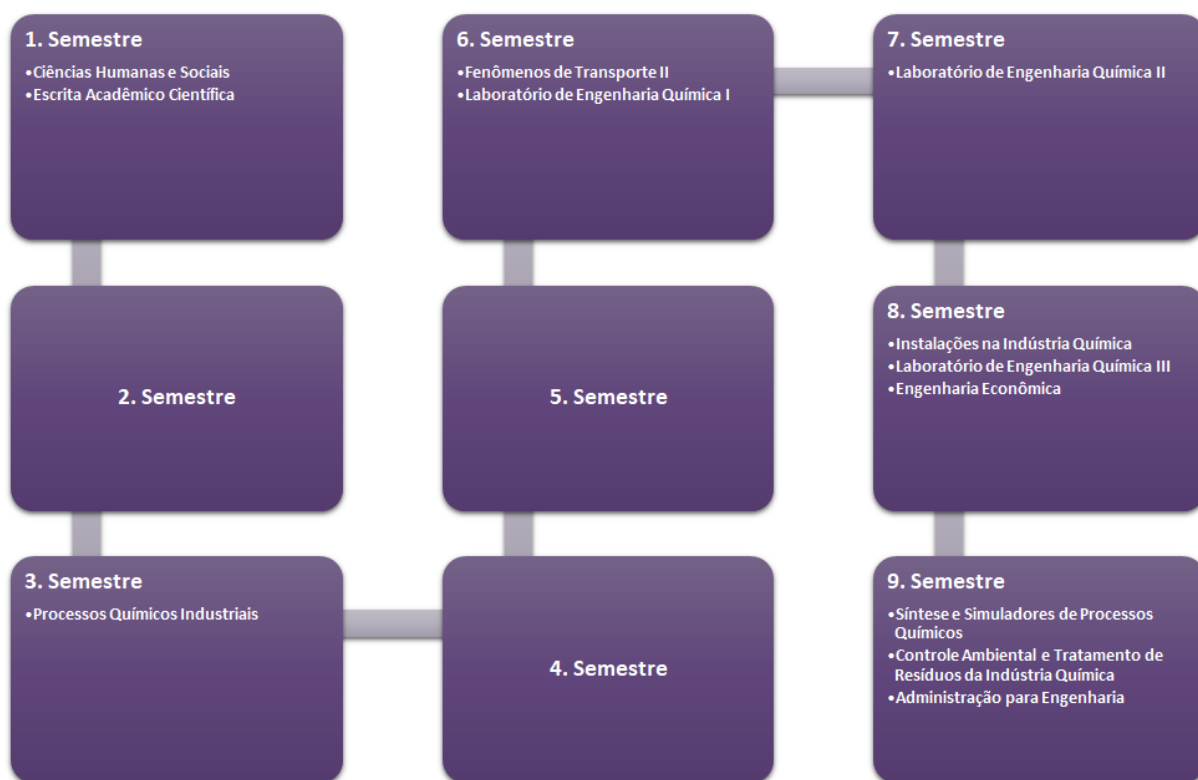 1. Semestre
•Ciências Humanas e Sociais
•Escrita Acadêmico Científica
2. Semestre
3. Semestre
•Processos Químicos Industriais
4. Semestre
5. Semestre
6. Semestre
•Fenômenos de Transporte II
•Laboratório de Engenharia Química I
7. Semestre
•Laboratório de Engenharia Química II
8. Semestre
•Instalações na Indústria Química
•Laboratório de Engenharia Química III
•Engenharia Econômica
9. Semestre
•Síntese e Simuladores de Processos
Químicos
•Controle Ambiental e Tratamento de
Resíduos da Indústria Química
•Administração para Engenharia